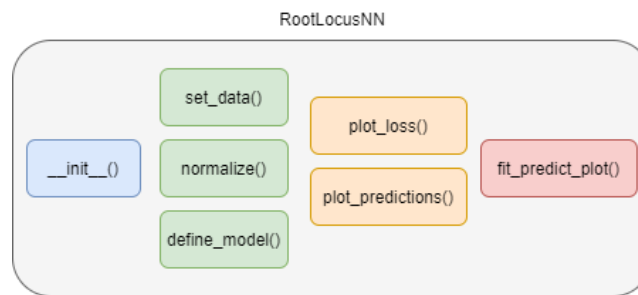 RootLocusNN
__init__()
set_data()
normalize()
define_model()
plot_loss()
plot_predictions()
fit_predict_plot()